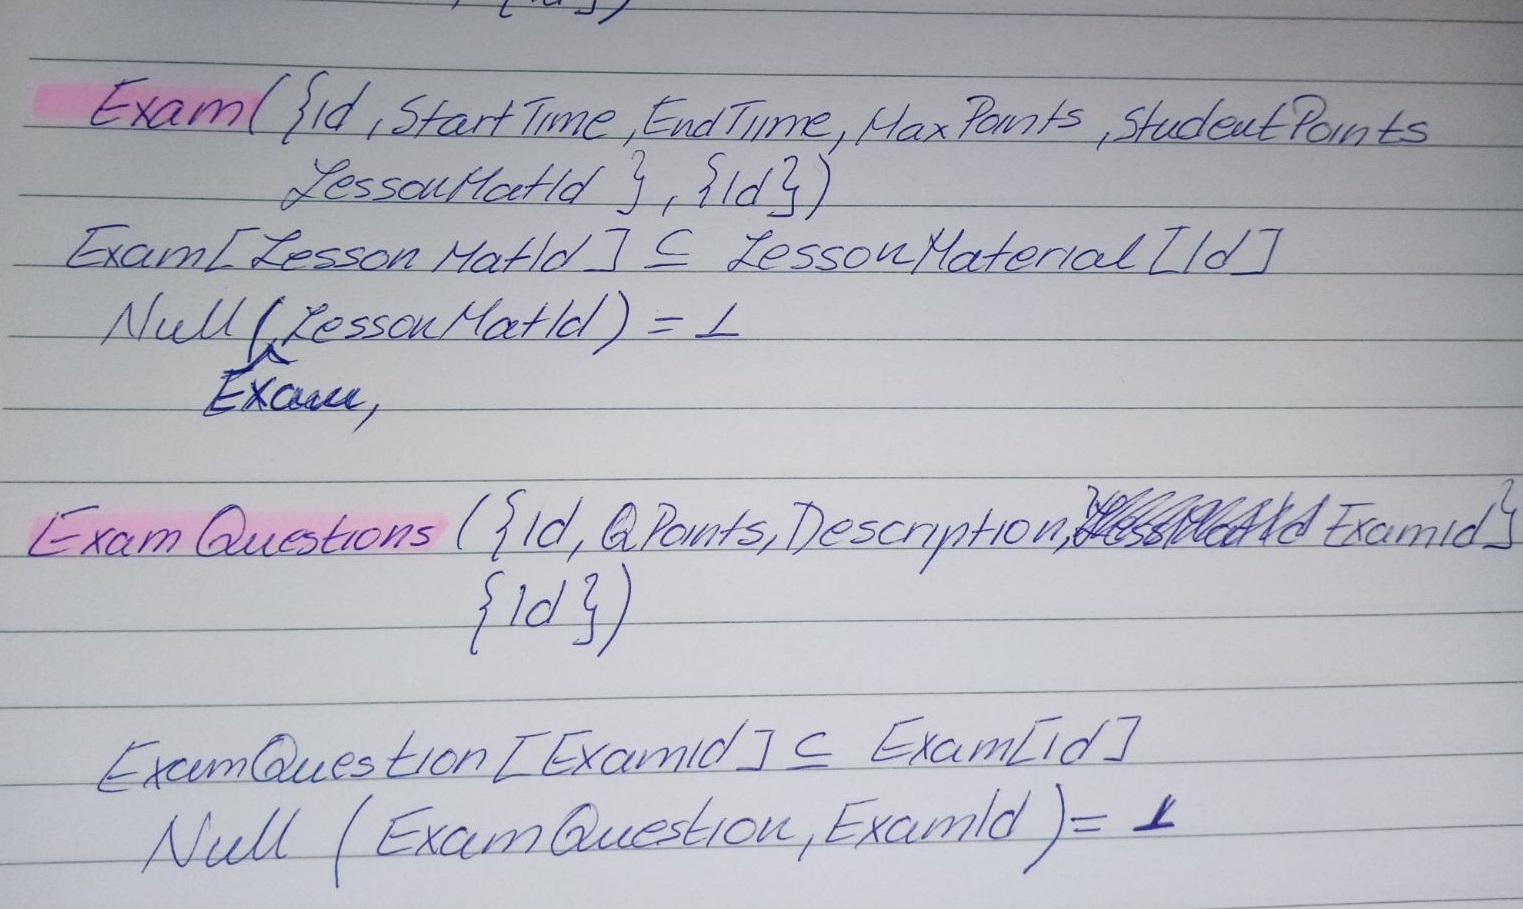 Exam({id, StartTime, EndTime, MaxPoints, StudentPoints
LessonMatId}, {Id})
Exam[LessonMatId] ⊆ LessonMaterial[Id]
Null(LessonMatId) = ⊥
Exam,
ExamQuestions ({Id, QPoints, Description, ExamId}
{Id})
ExamQuestion[ExamId] ⊆ Exam[id]
Null (ExamQuestion, ExamId) = ⊥